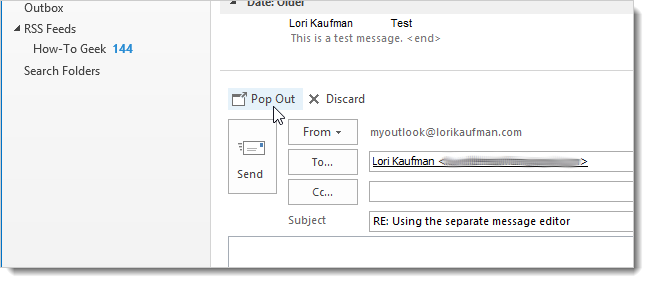 Outbox
RSS Feeds
How-To Geek 144
Search Folders
Date: Older
Lori Kaufman Test
This is a test message. <end>
Pop Out Discard
From
myoutlook@lorikaufman.com
Send
To...
Lori Kaufman < >
Cc...
Subject
RE: Using the separate message editor